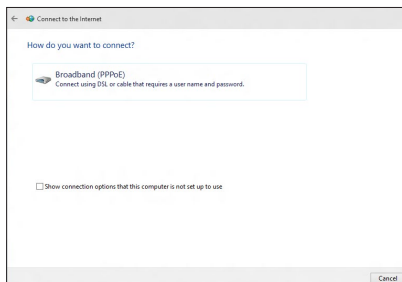 Connect to the Internet
How do you want to connect?
Broadband (PPPoE)
Connect using DSL or cable that requires a user name and password.
Show connection options that this computer is not set up to use
Cancel